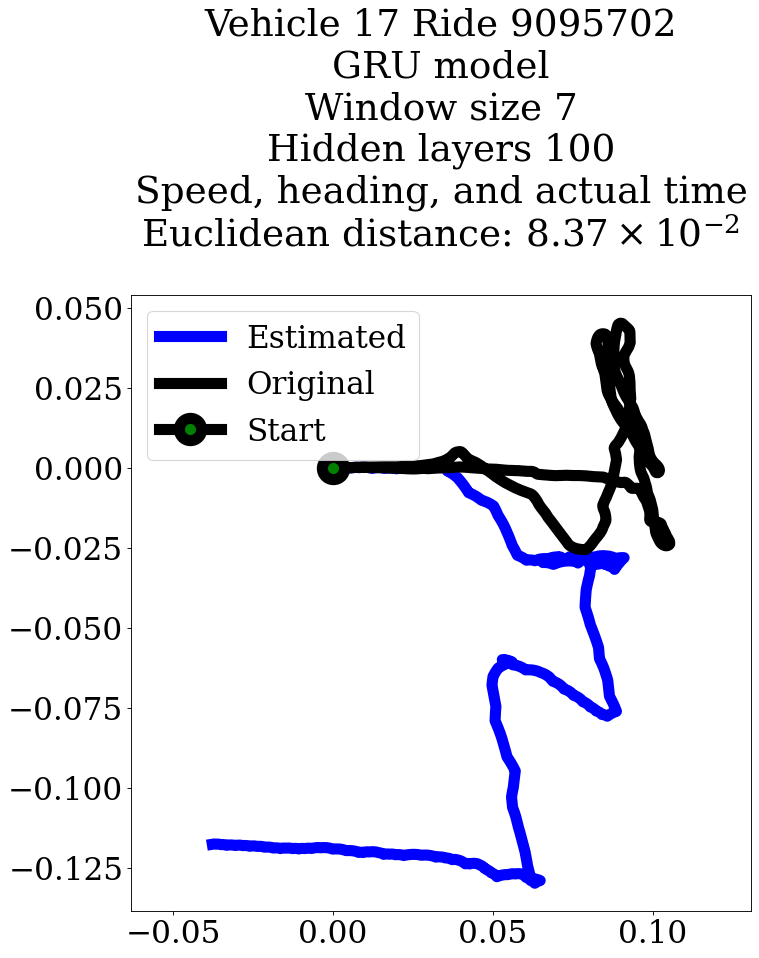 Vehicle 17 Ride 9095702
GRU model
Window size 7
Hidden layers 100
Speed, heading, and actual time
Euclidean distance: 8.37 × 10⁻²
Estimated
Original
Start
0.050
0.025
0.000
−0.025
−0.050
−0.075
−0.100
−0.125
−0.05
0.00
0.05
0.10